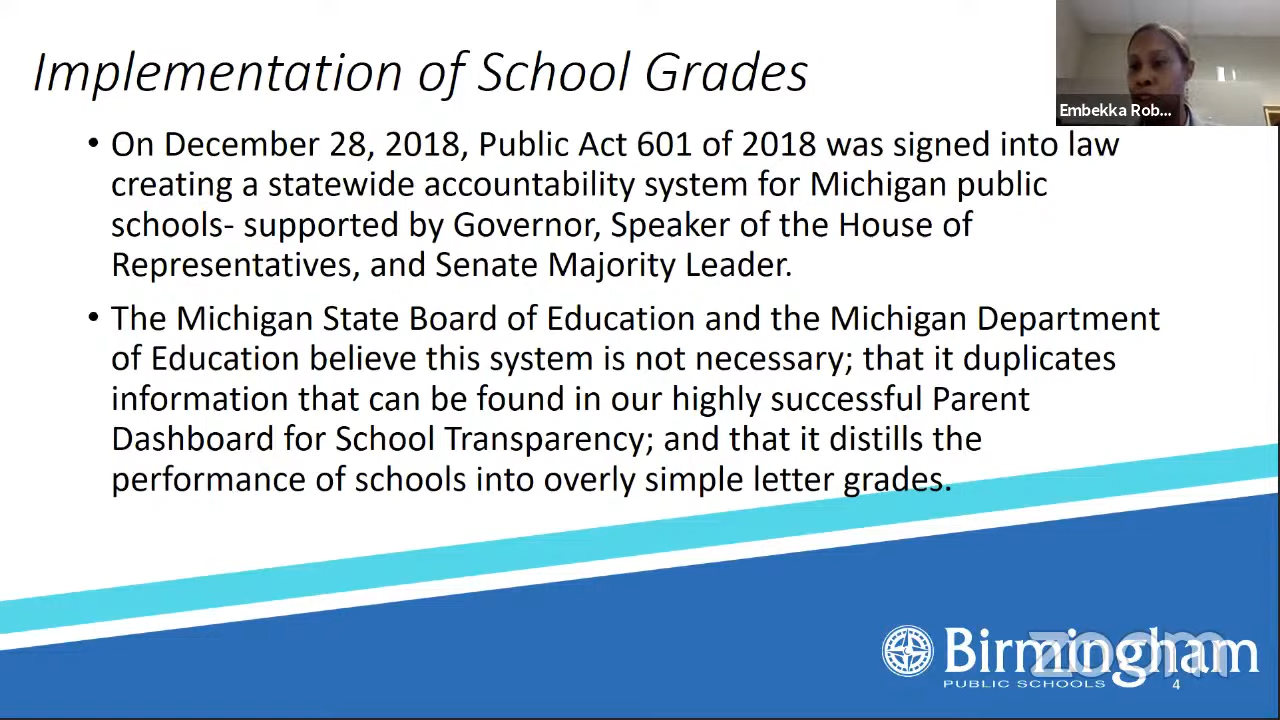 Implementation of School Grades
Embekka Rob...
• On December 28, 2018, Public Act 601 of 2018 was signed into law
creating a statewide accountability system for Michigan public
schools- supported by Governor, Speaker of the House of
Representatives, and Senate Majority Leader.
• The Michigan State Board of Education and the Michigan Department
of Education believe this system is not necessary; that it duplicates
information that can be found in our highly successful Parent
Dashboard for School Transparency; and that it distills the
performance of schools into overly simple letter grades.
Birmingham
zoom
PUBLIC SCHOOLS
4